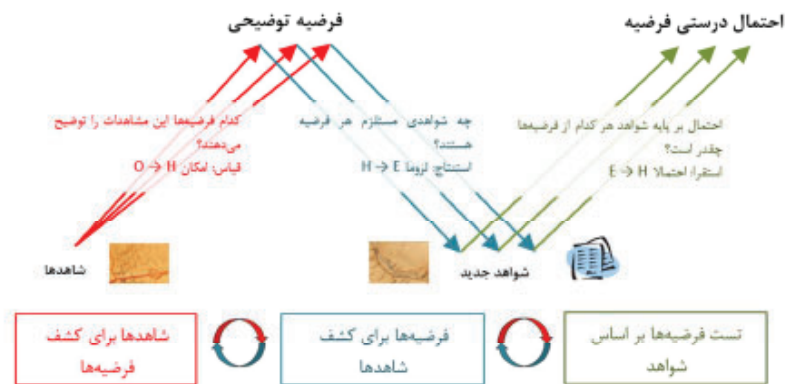 احتمال درستی فرضیه
فرضیه توضیحی
کدام فرضیه‌ها این مشاهدات را توضیح
می‌دهند؟
قیاس: امکان O → H
چه شواهدی مستلزم هر فرضیه
هستند؟
استنتاج: لزوما H → E
احتمال بر پایه شواهد هر کدام از فرضیه‌ها
چقدر است؟
استقرا: احتمالا E → H
شاهدها
شواهد جدید
شاهدها برای کشف
فرضیه‌ها
فرضیه‌ها برای کشف
شاهدها
تست فرضیه‌ها بر اساس
شواهد